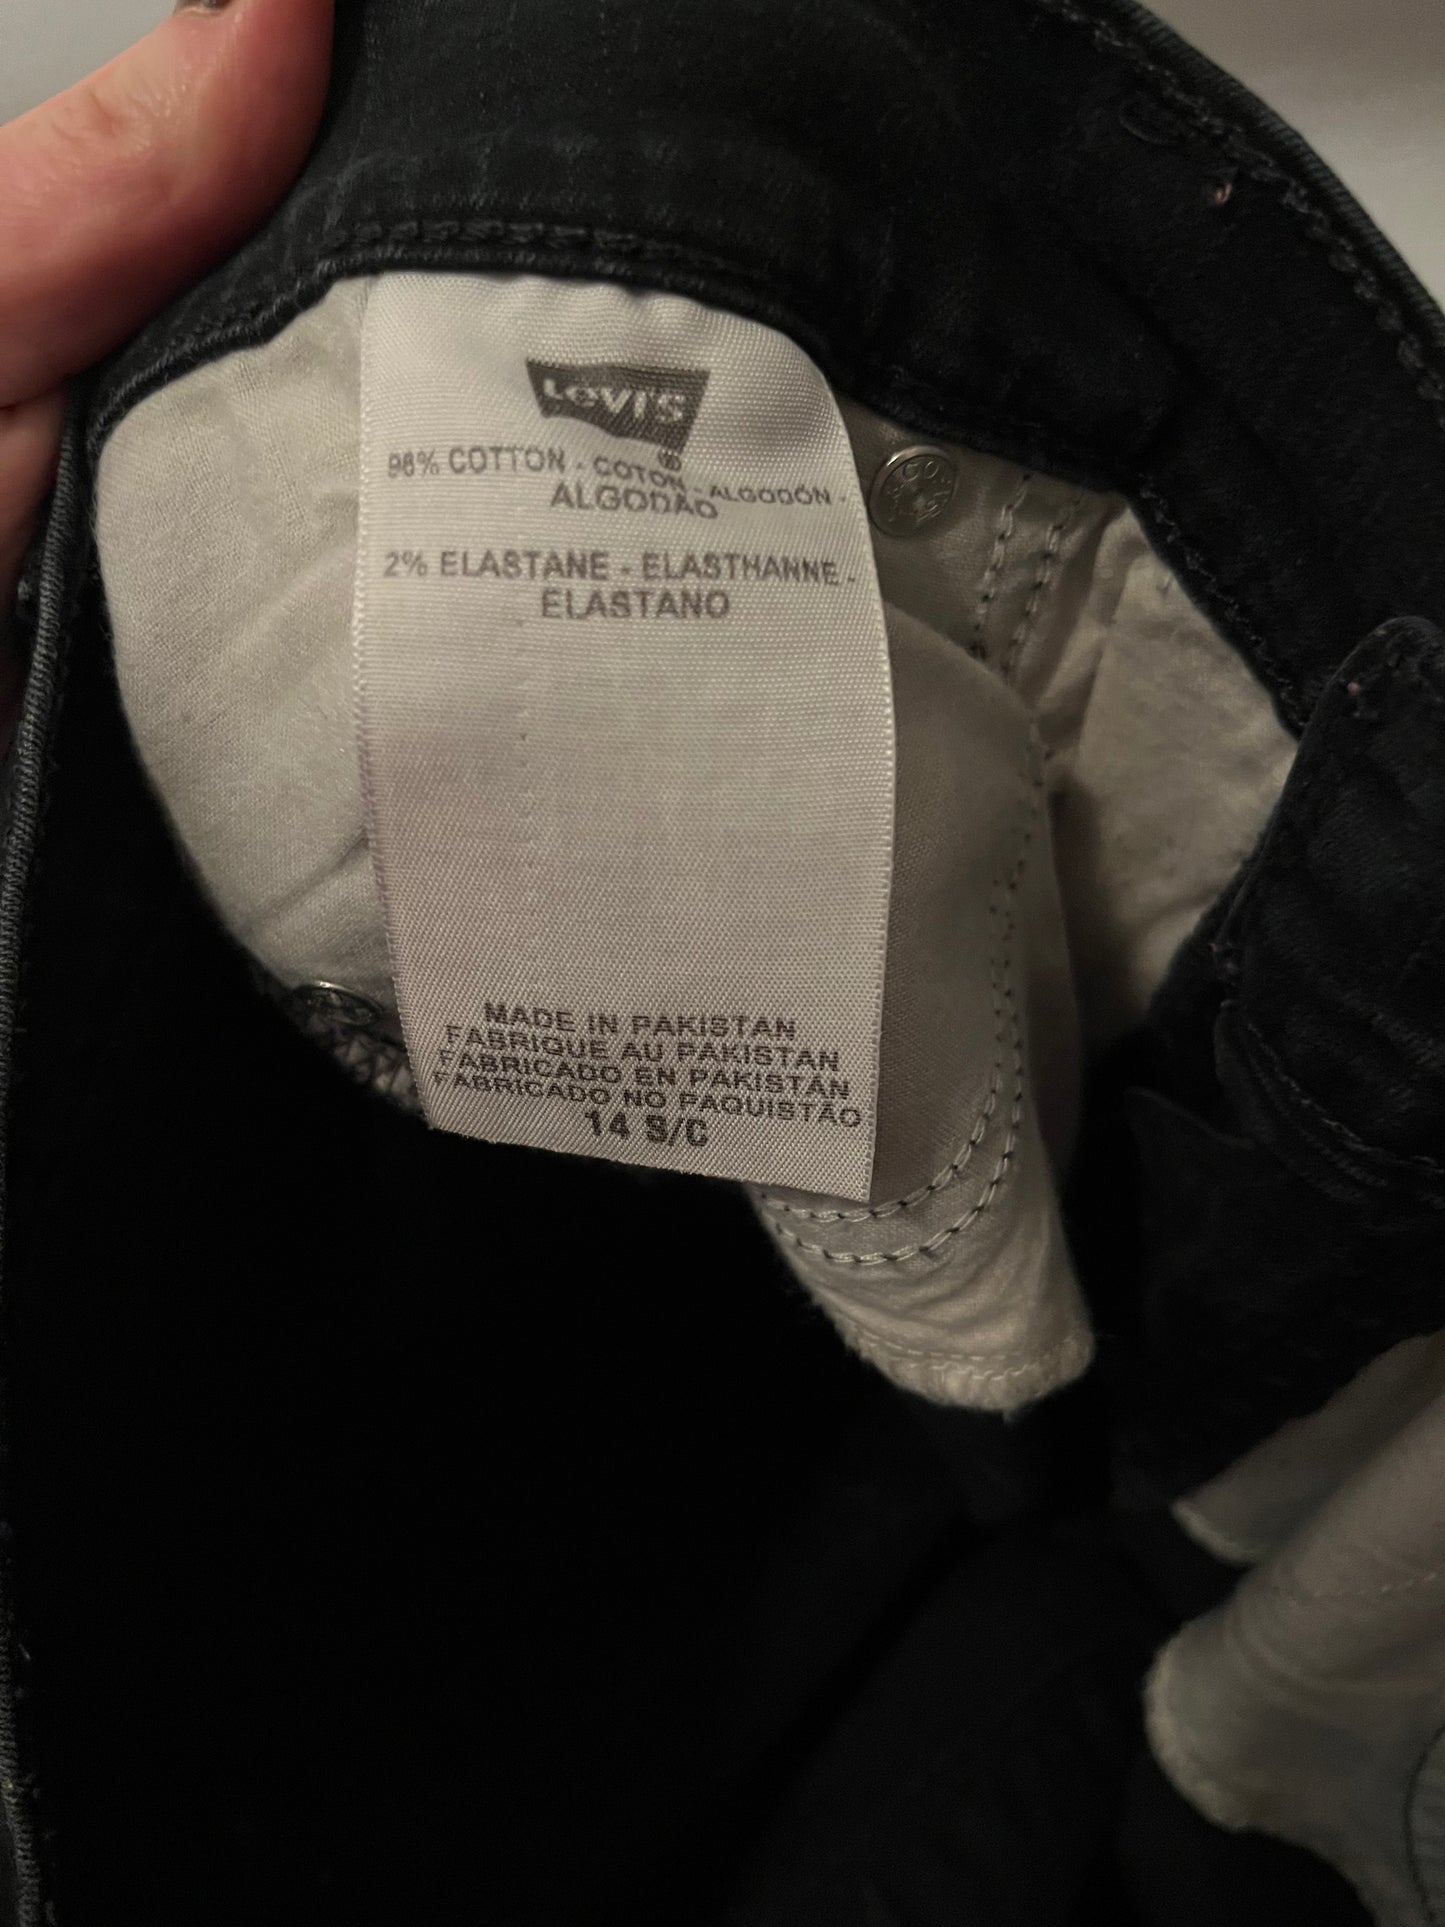 LEVI'S
®
98% COTTON - COTON - ALGODÓN -
ALGODAO
2% ELASTANE - ELASTHANNE -
ELASTANO
MADE IN PAKISTAN
FABRIQUE AU PAKISTAN
FABRICADO EN PAKISTÁN
FABRICADO NO PAQUISTÃO
14 S/C